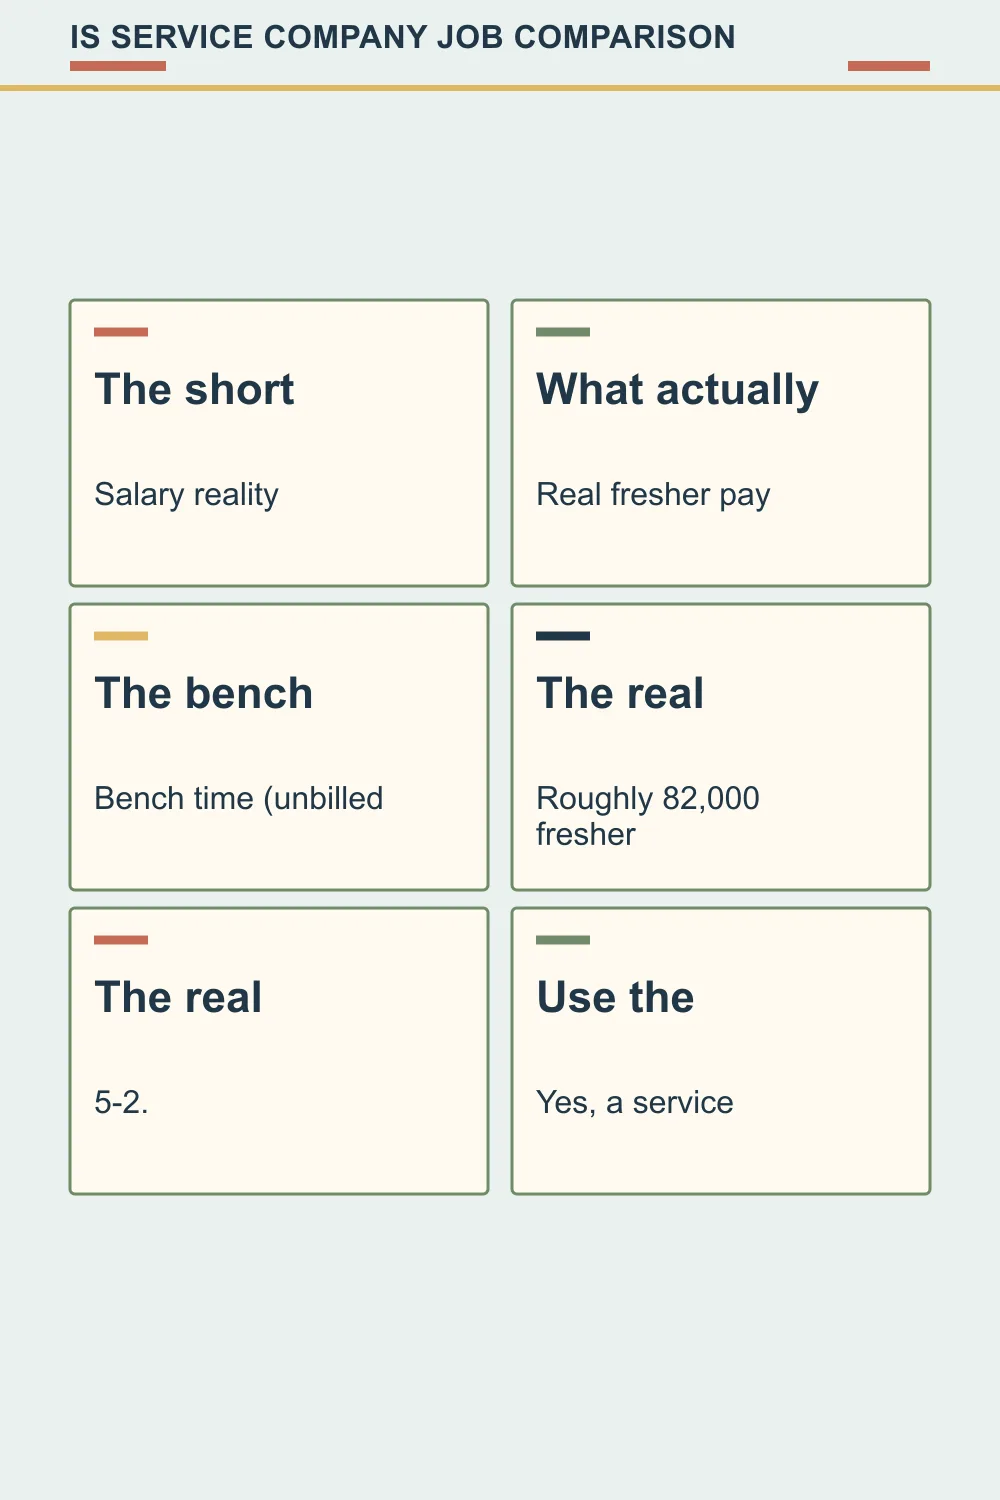 IS SERVICE COMPANY JOB COMPARISON
The short
Salary reality
What actually
Real fresher pay
The bench
Bench time (unbilled
The real
Roughly 82,000
fresher
The real
5-2.
Use the
Yes, a service